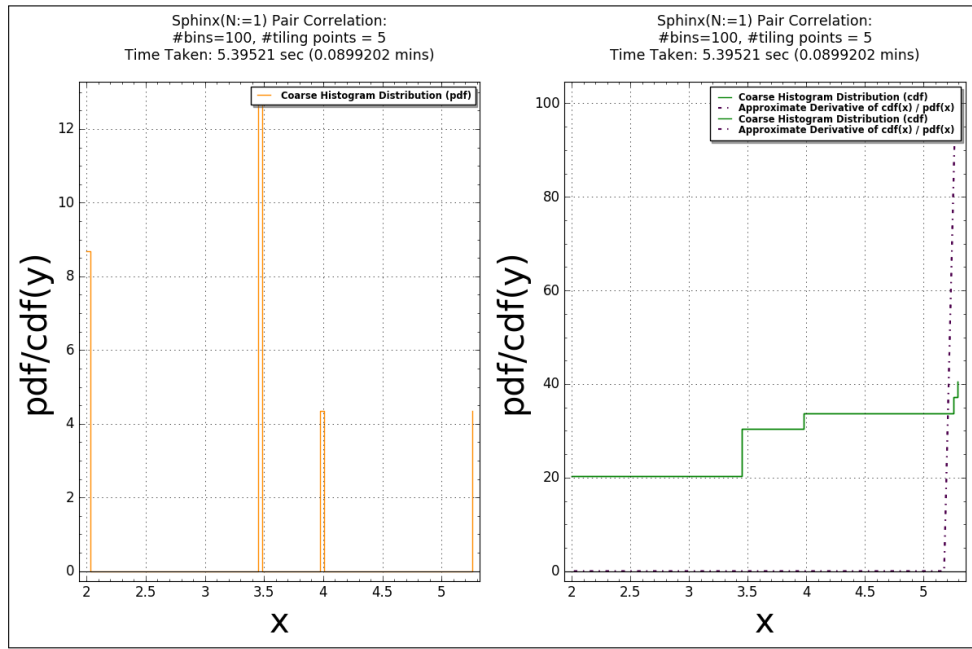 Sphinx(N:=1) Pair Correlation:
#bins=100, #tiling points = 5
Time Taken: 5.39521 sec (0.0899202 mins)
Coarse Histogram Distribution (pdf)
pdf/cdf(y)
12
10
8
6
4
2
0
2
2.5
3
3.5
4
4.5
5
x
Sphinx(N:=1) Pair Correlation:
#bins=100, #tiling points = 5
Time Taken: 5.39521 sec (0.0899202 mins)
Coarse Histogram Distribution (cdf)
Approximate Derivative of cdf(x) / pdf(x)
Coarse Histogram Distribution (cdf)
Approximate Derivative of cdf(x) / pdf(x)
pdf/cdf(y)
100
80
60
40
20
0
2
2.5
3
3.5
4
4.5
5
x